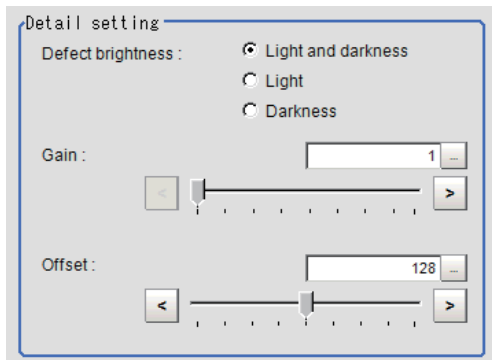 Detail setting
Defect brightness :
Light and darkness
Light
Darkness
Gain :
1 ...
< >
Offset :
128 ...
< >